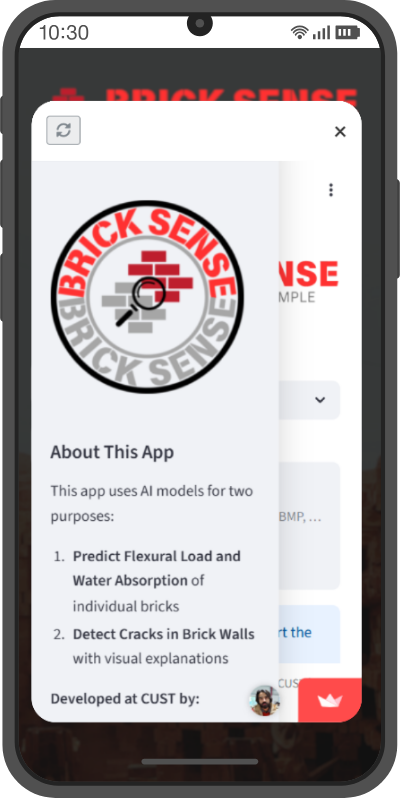 10:30
BRICK SENSE
BRICK SENSE
BRICK SENSE
NSE
MPLE
About This App
This app uses AI models for two
purposes:
1. Predict Flexural Load and
Water Absorption of
individual bricks
2. Detect Cracks in Brick Walls
with visual explanations
Developed at CUST by:
BMP, ...
rt the
CUS